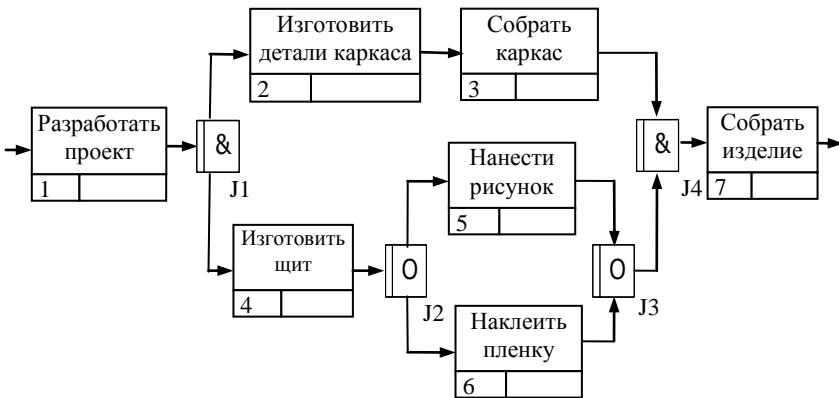 Изготовить
детали каркаса
2
Собрать
каркас
3
Разработать
проект
1
&
J1
&
J4
Собрать
изделие
7
Нанести
рисунок
5
Изготовить
щит
4
O
J2
O
J3
Наклеить
пленку
6